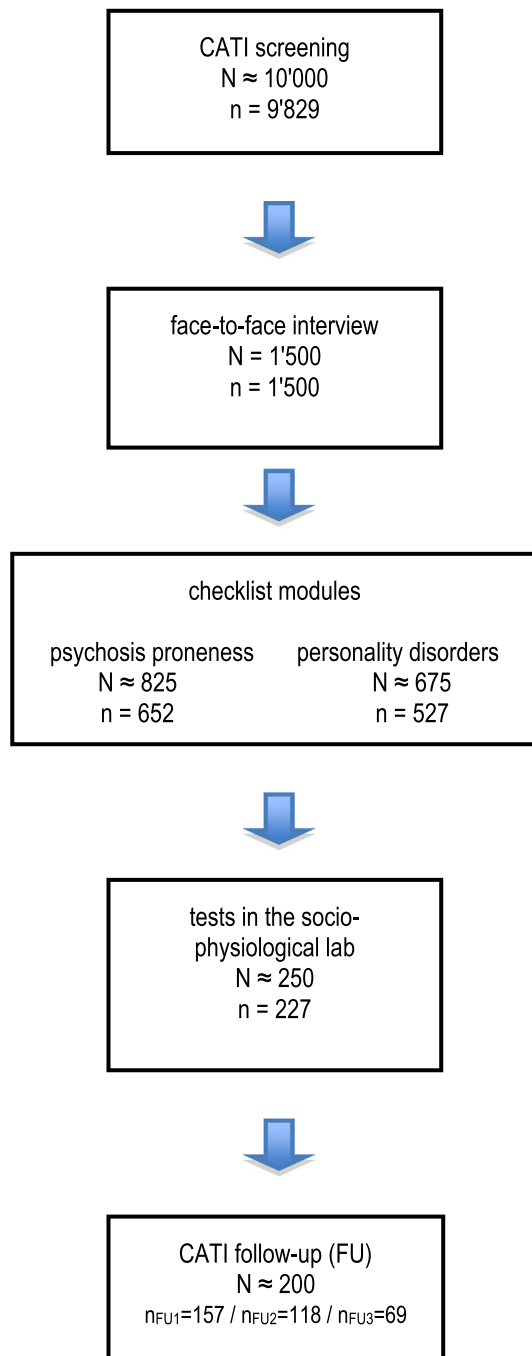 CATI screening
N ≈ 10'000
n = 9'829
face-to-face interview
N = 1'500
n = 1'500
checklist modules
psychosis proneness personality disorders
N ≈ 825 N ≈ 675
n = 652 n = 527
tests in the socio-
physiological lab
N ≈ 250
n = 227
CATI follow-up (FU)
N ≈ 200
nFU1=157 / nFU2=118 / nFU3=69